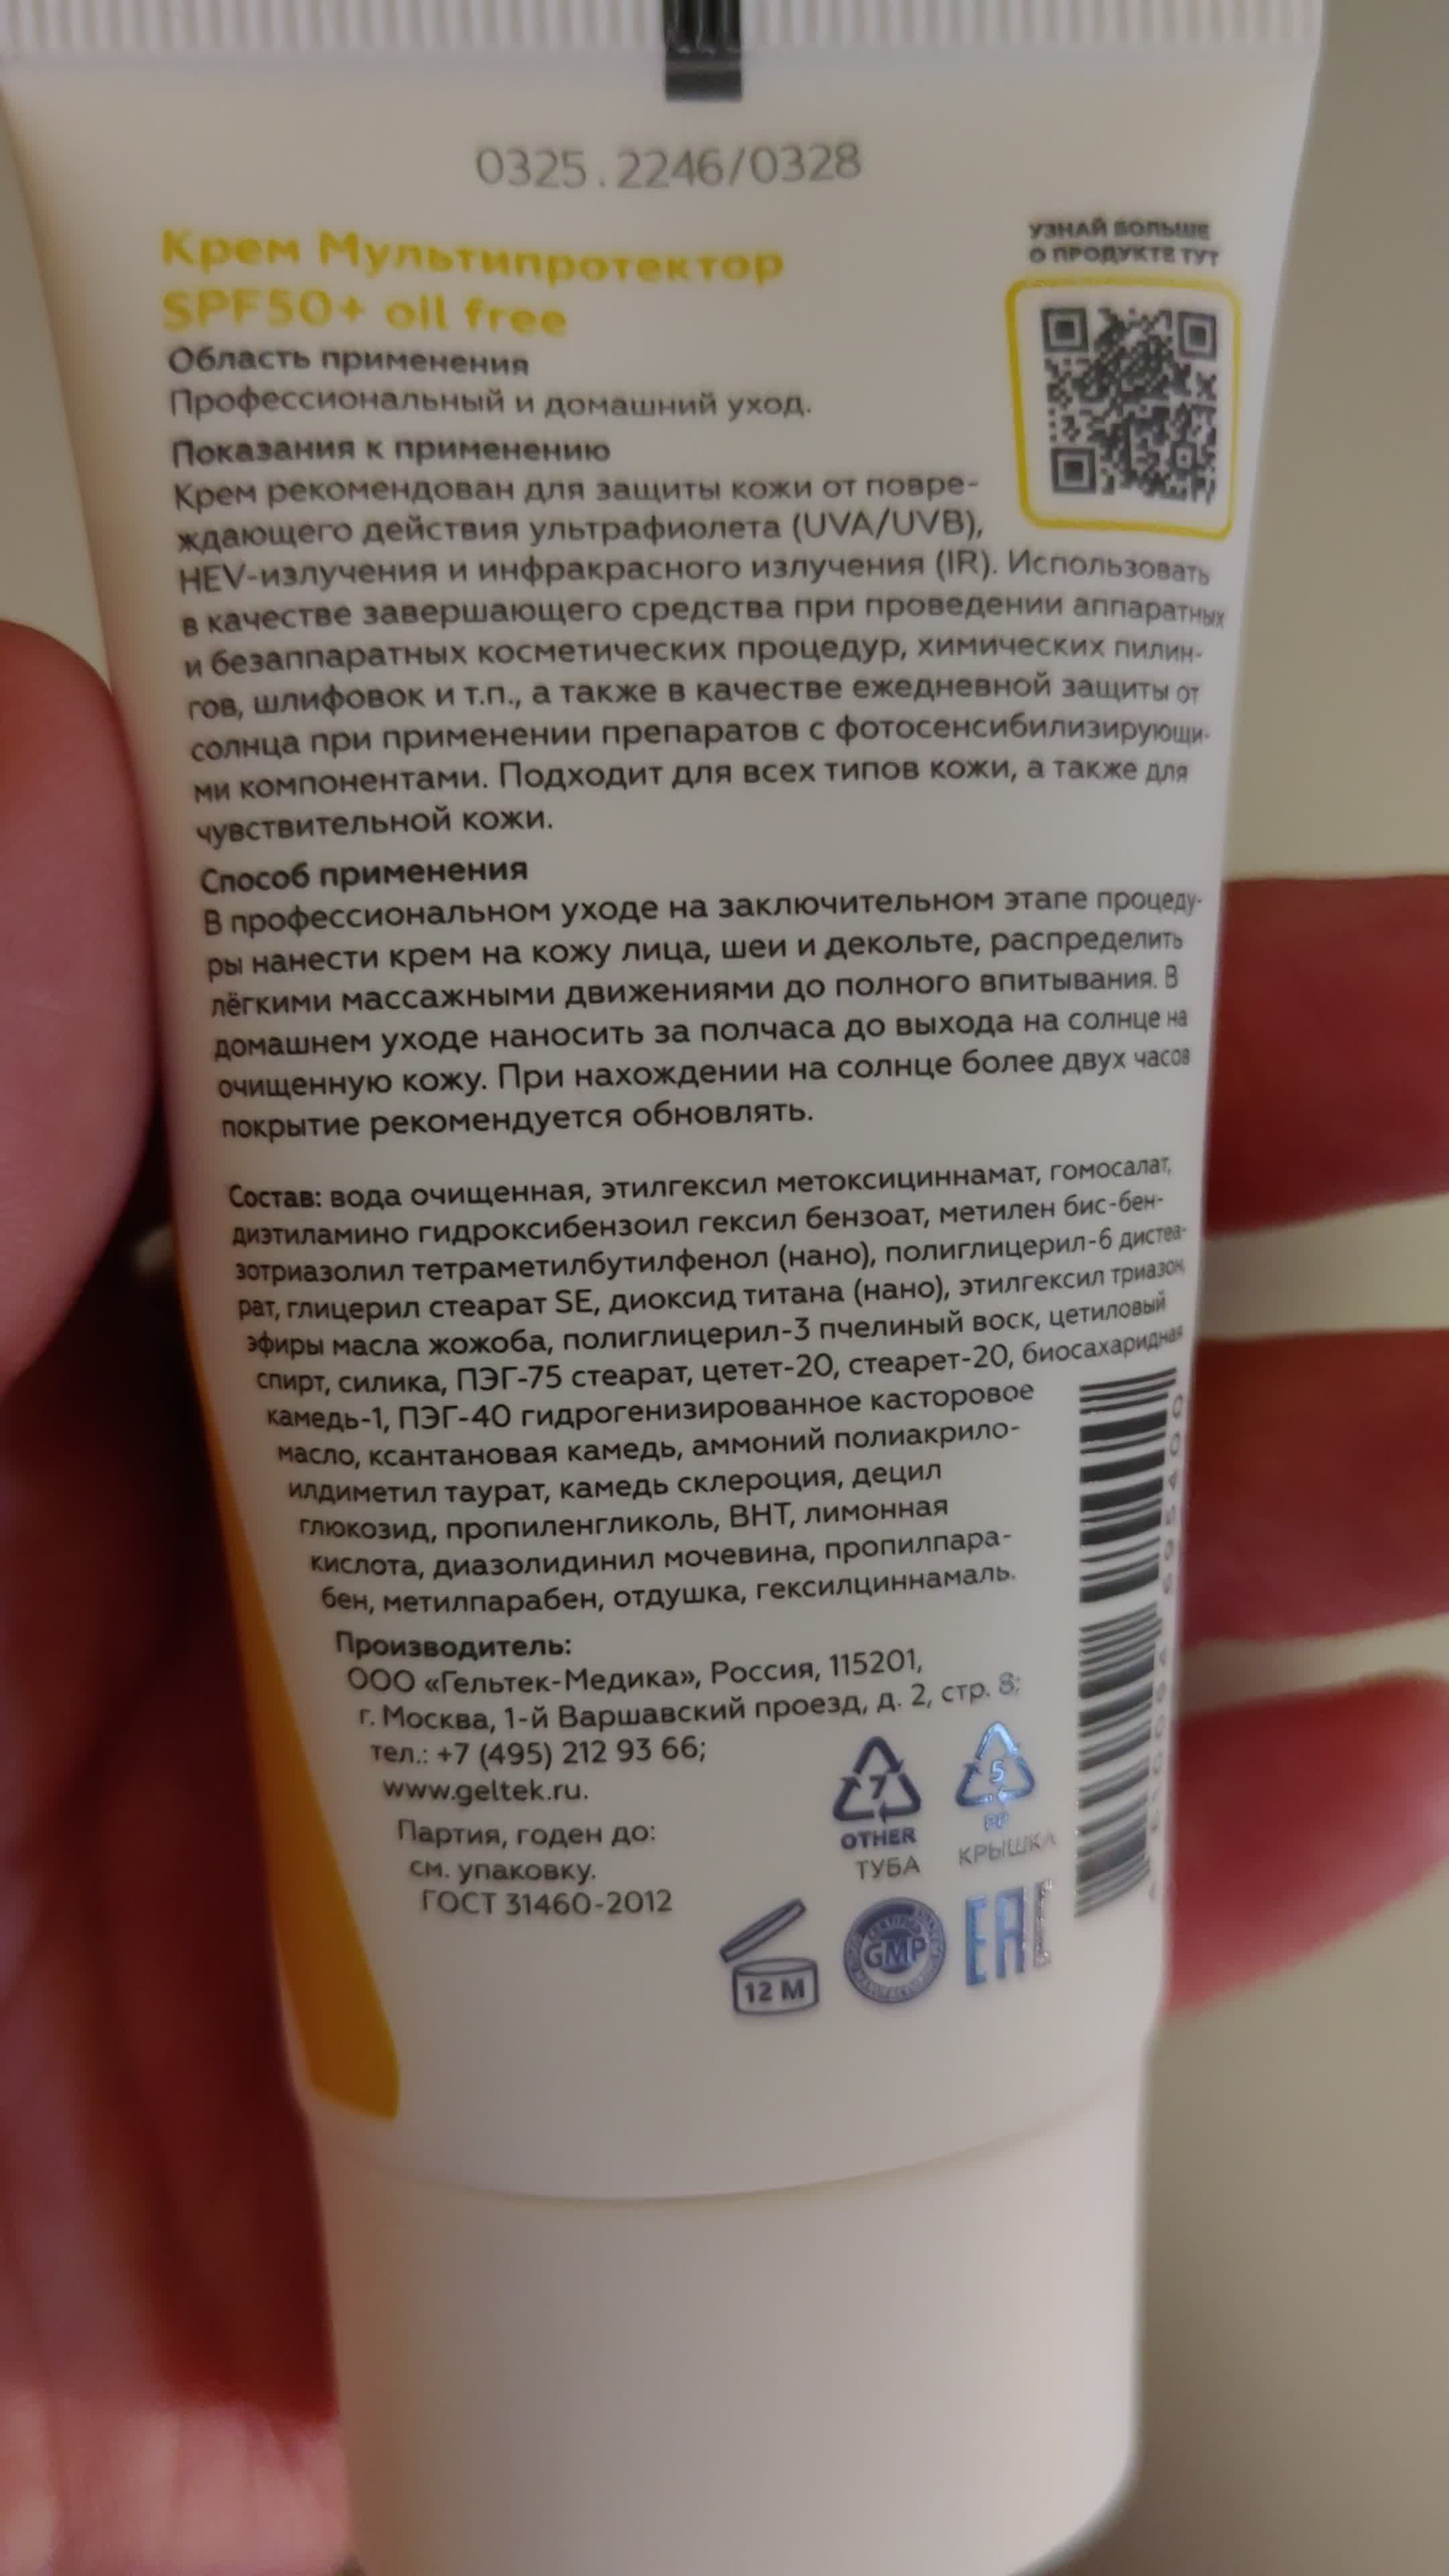 0325.2246/0328
Крем Мультипротектор
SPF50+ oil free
УЗНАЙ БОЛЬШЕ
О ПРОДУКТЕ ТУТ
Область применения
Профессиональный и домашний уход.
Показания к применению
Крем рекомендован для защиты кожи от повре-
ждающего действия ультрафиолета (UVA/UVB),
HEV-излучения и инфракрасного излучения (IR). Использовать
в качестве завершающего средства при проведении аппаратных
и безаппаратных косметических процедур, химических пилин-
гов, шлифовок и т.п., а также в качестве ежедневной защиты от
солнца при применении препаратов с фотосенсибилизирующи-
ми компонентами. Подходит для всех типов кожи, а также для
чувствительной кожи.
Способ применения
В профессиональном уходе на заключительном этапе процеду-
ры нанести крем на кожу лица, шеи и декольте, распределить
лёгкими массажными движениями до полного впитывания. В
домашнем уходе наносить за полчаса до выхода на солнце на
очищенную кожу. При нахождении на солнце более двух часов
покрытие рекомендуется обновлять.
Состав: вода очищенная, этилгексил метоксициннамат, гомосалат,
диэтиламино гидроксибензоил гексил бензоат, метилен бис-бен-
зотриазолил тетраметилбутилфенол (нано), полиглицерил-6 дистеа-
рат, глицерил стеарат SE, диоксид титана (нано), этилгексил триазон,
эфиры масла жожоба, полиглицерил-3 пчелиный воск, цетиловый
спирт, силика, ПЭГ-75 стеарат, цетет-20, стеарет-20, биосахаридная
камедь-1, ПЭГ-40 гидрогенизированное касторовое
масло, ксантановая камедь, аммоний полиакрило-
илдиметил таурат, камедь склероция, децил
глюкозид, пропиленгликоль, BHT, лимонная
кислота, диазолидинил мочевина, пропилпара-
бен, метилпарабен, отдушка, гексилциннамаль.
Производитель:
ООО «Гельтек-Медика», Россия, 115201,
г. Москва, 1-й Варшавский проезд, д. 2, стр. 8;
тел.: +7 (495) 212 93 66;
www.geltek.ru.
Партия, годен до:
см. упаковку.
ГОСТ 31460-2012
7
OTHER
ТУБА
5
PP
КРЫШКА
12 M
GMP
EAC